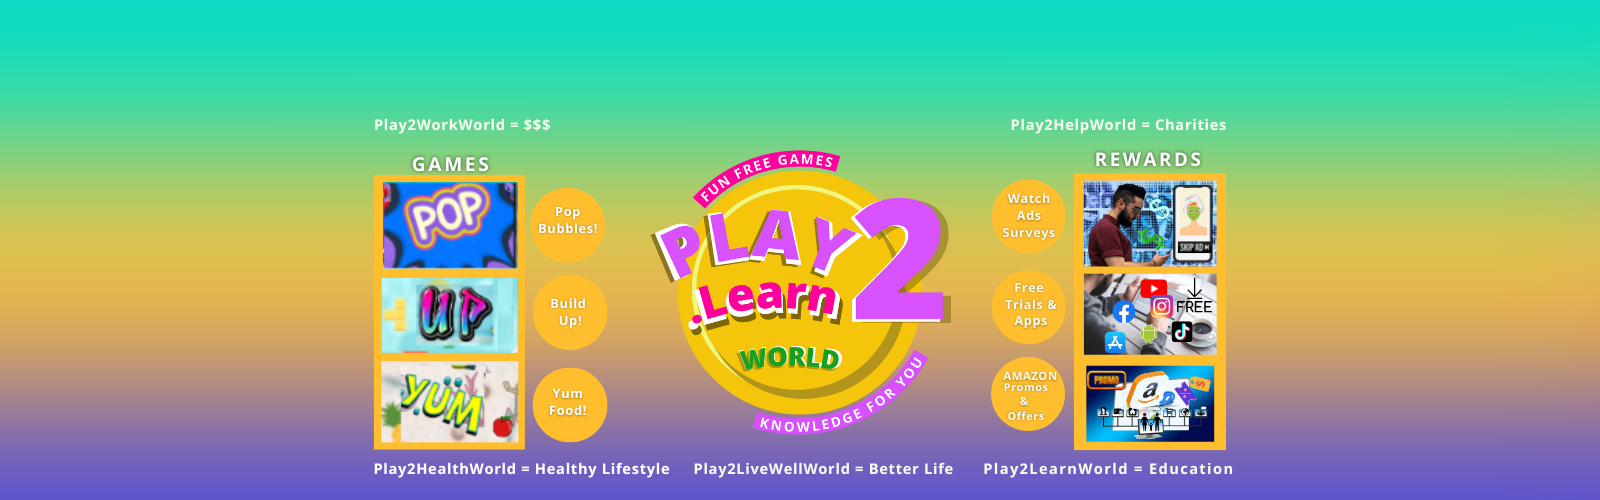 Play2WorkWorld = $$$
Play2HelpWorld = Charities
GAMES
REWARDS
POP
Pop
Bubbles!
UP
Build
Up!
YUM
Yum
Food!
FUN FREE GAMES
PLAY2
.Learn
WORLD
KNOWLEDGE FOR YOU
Watch
Ads
Surveys
SKIP AD
Free
Trials &
Apps
FREE
AMAZON
Promos
&
Offers
PROMO
a
Play2HealthWorld = Healthy Lifestyle
Play2LiveWellWorld = Better Life
Play2LearnWorld = Education